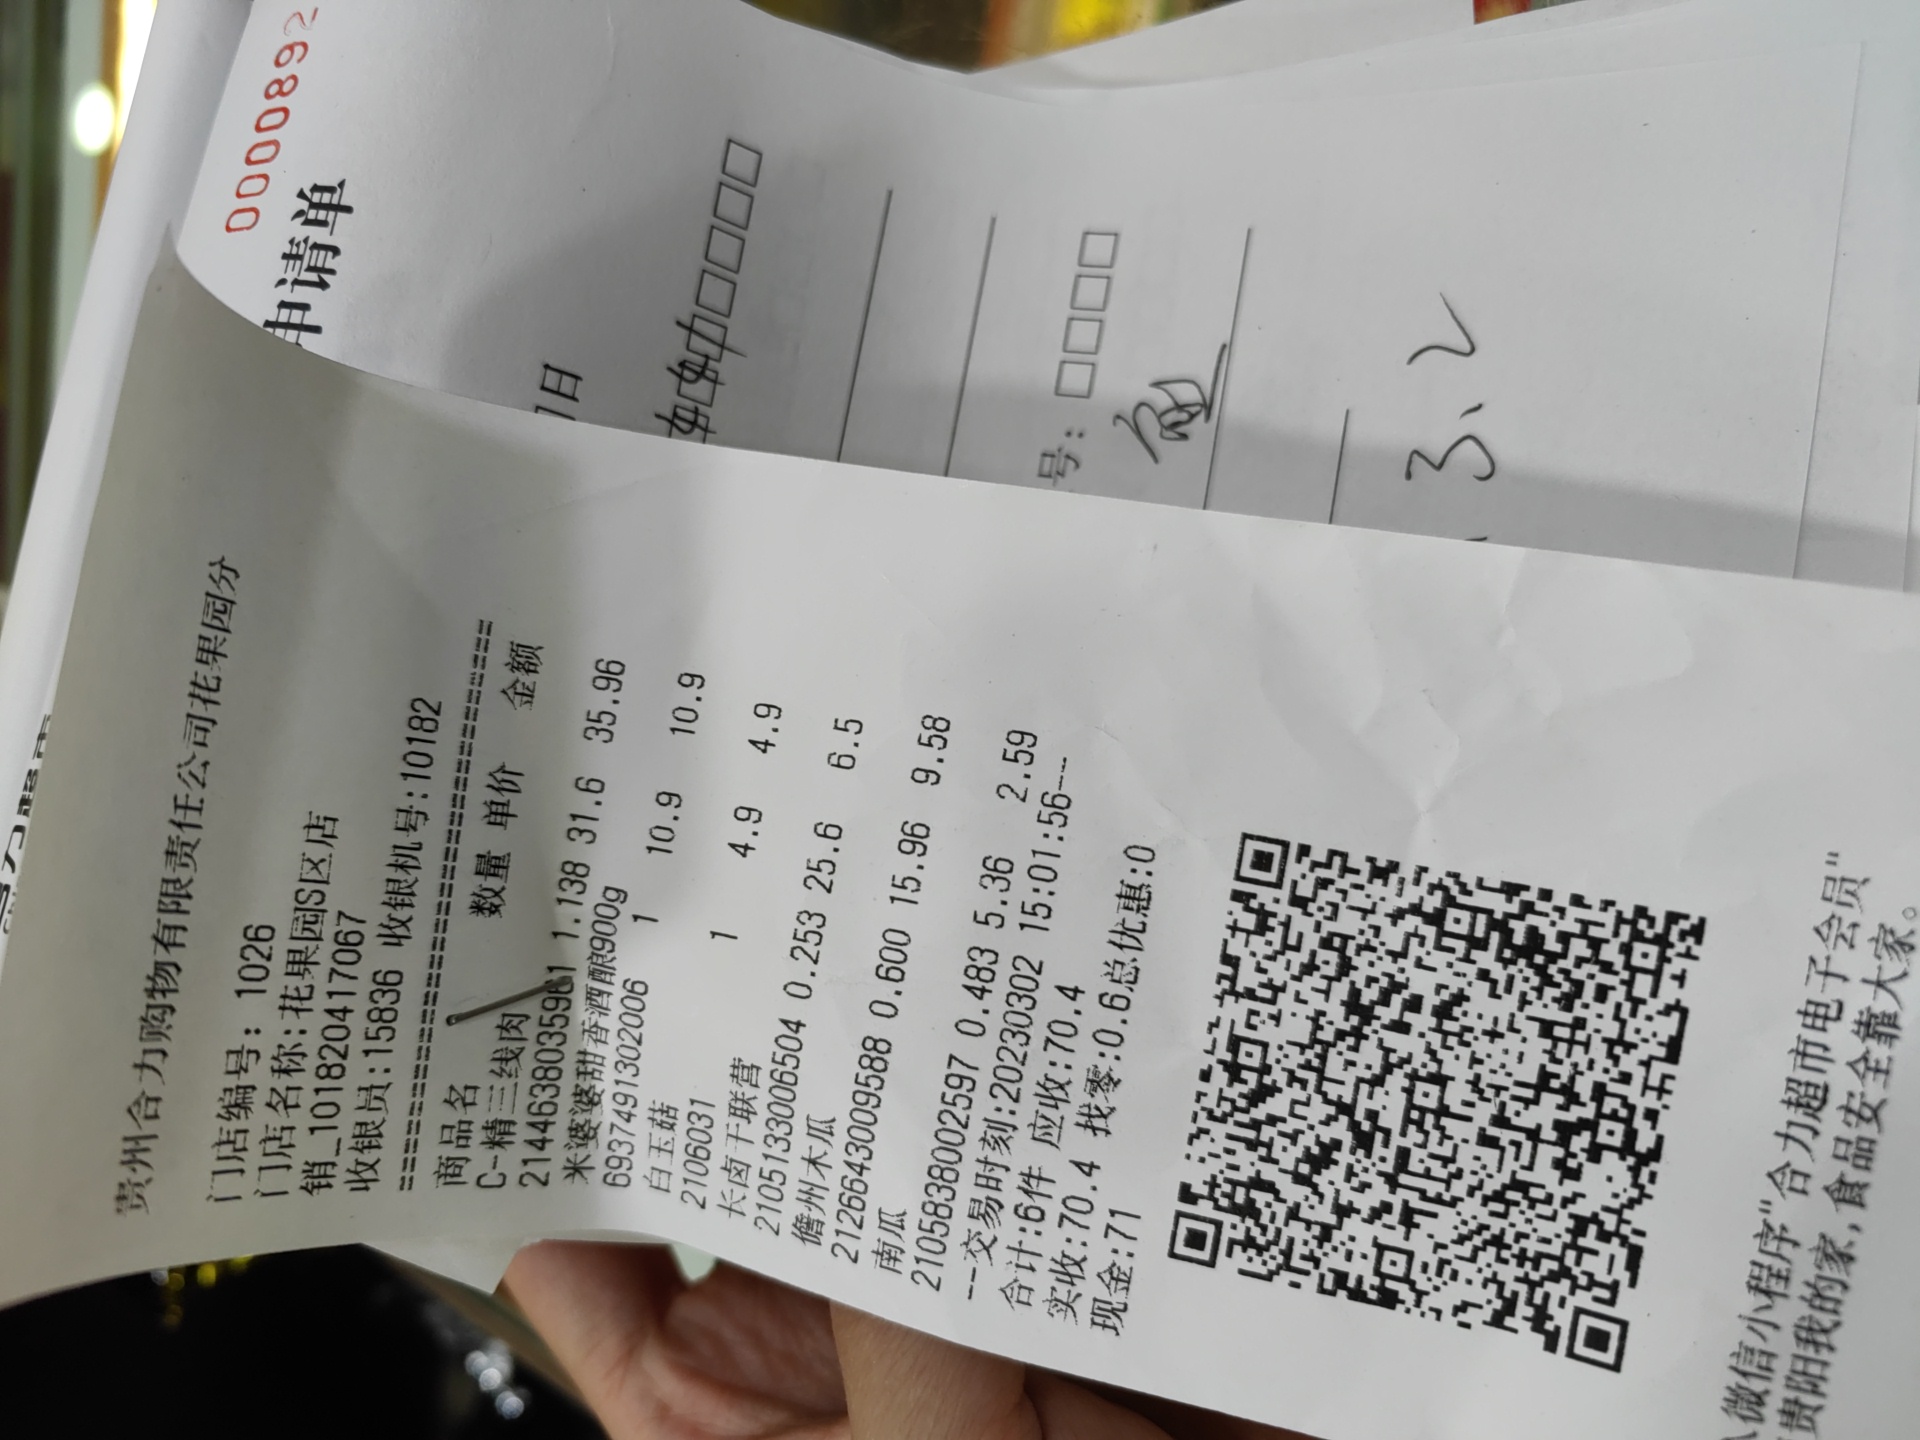 0000892
申请单
日
号：
3、2
贵州合力购物有限责任公司花果园分
门店编号: 1026
门店名称:花果园S区店
销_101820417067
收银员:15836 收银机号:10182
商品名 数量 单价 金额
C-精三线肉
2144638035961 1.138 31.6 35.96
米婆婆甜香酒酿900g
6937491302006 1 10.9 10.9
白玉菇
2106031 1 4.9 4.9
长卤干联营
2105133006504 0.253 25.6 6.5
儋州木瓜
2126643009588 0.600 15.96 9.58
南瓜
2105838002597 0.483 5.36 2.59
---交易时刻:20230302 15:01:56---
合计:6件 应收:70.4
实收:70.4 找零:0.6总优惠:0
现金:71
微信小程序"合力超市电子会员"
贵阳我的家,食品安全靠大家。